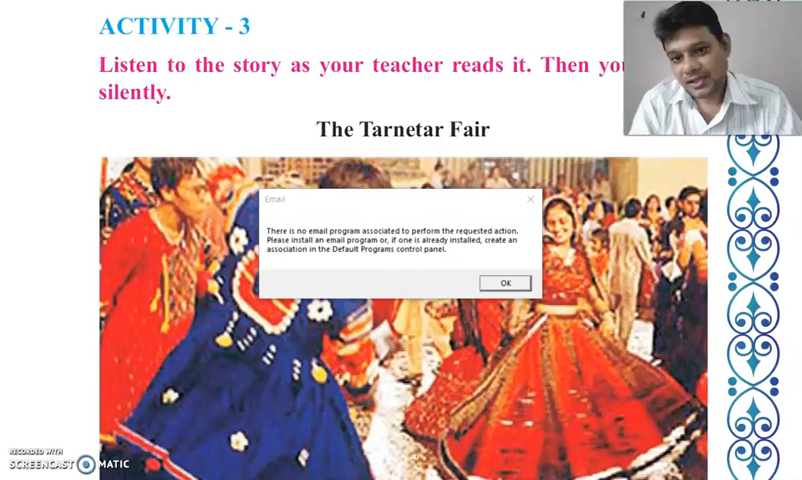 ACTIVITY - 3
Listen to the story as your teacher reads it. Then you
silently.
The Tarnetar Fair
Email
There is no email program associated to perform the requested action.
Please install an email program or, if one is already installed, create an
association in the Default Programs control panel.
OK
RECORDED WITH
SCREENCAST MATIC